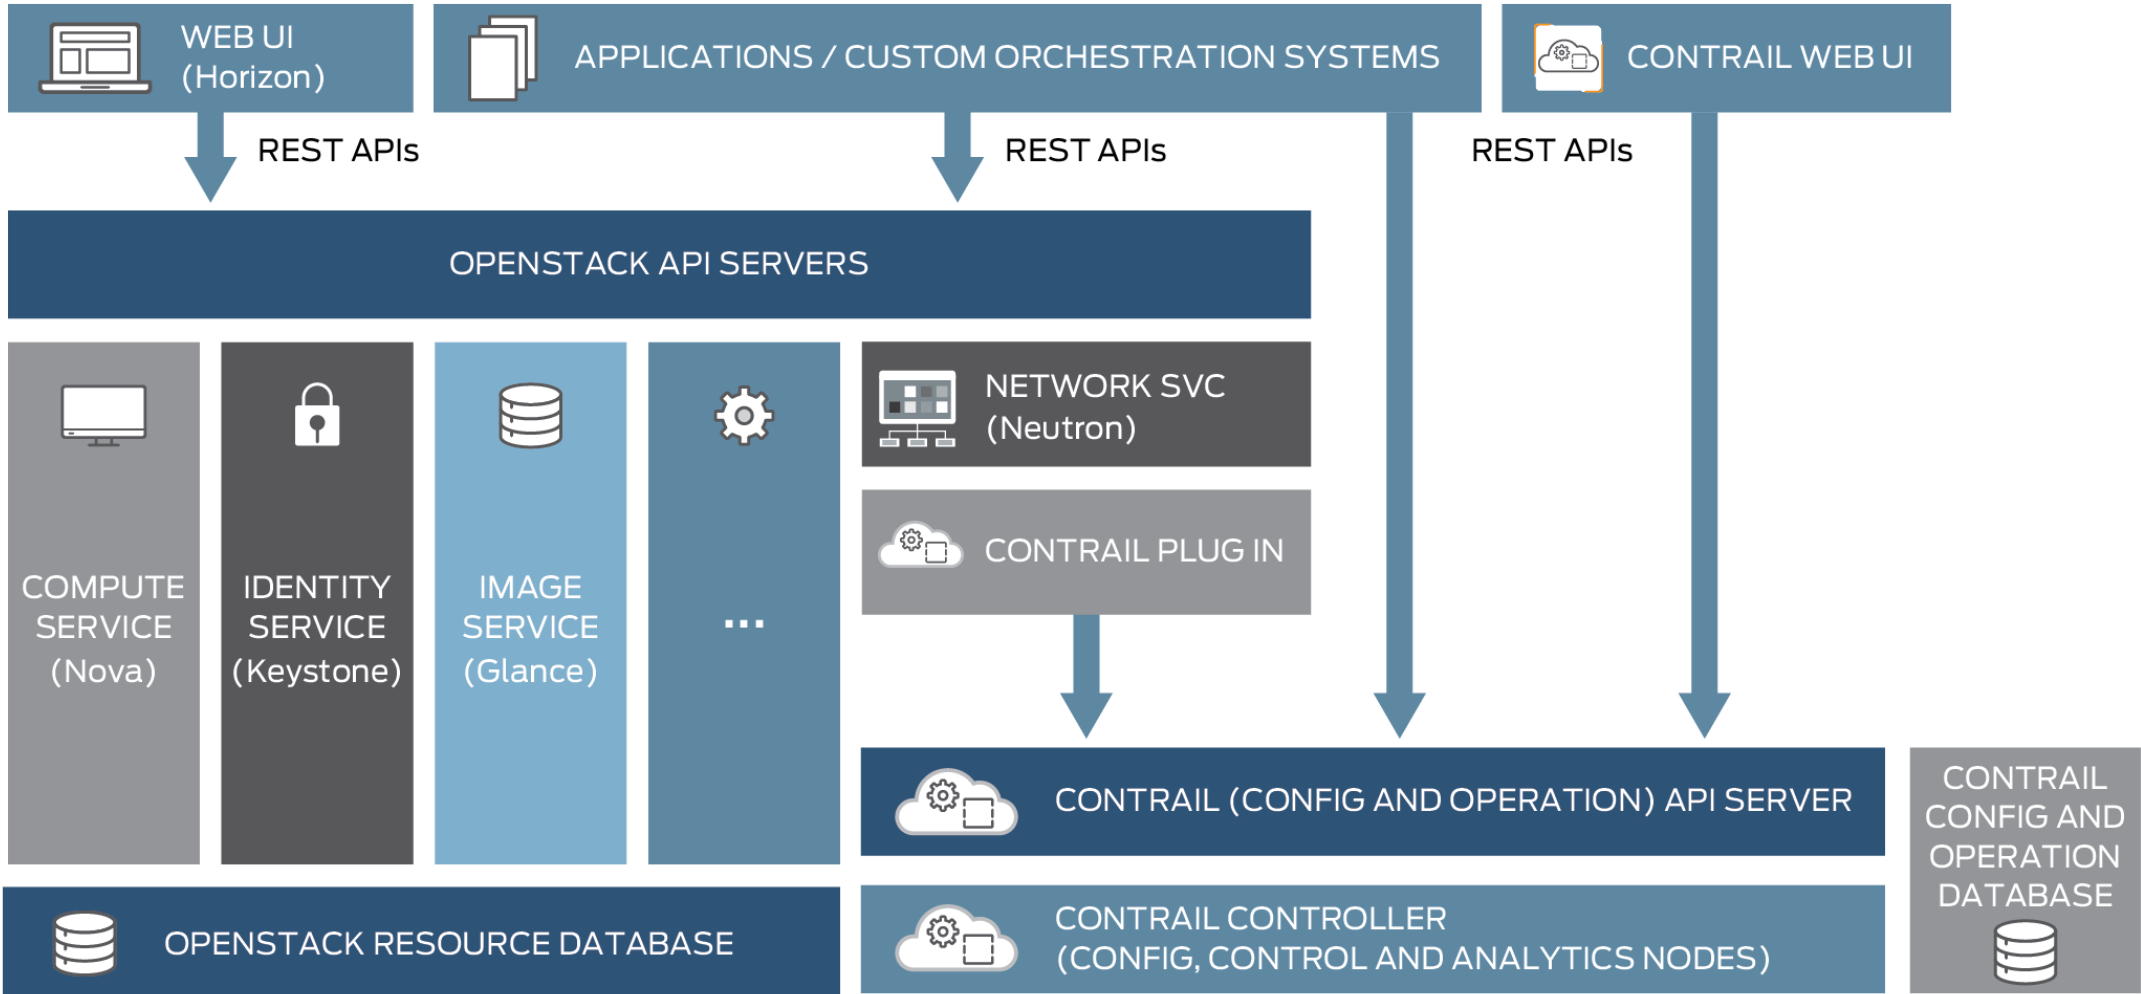 WEB UI
(Horizon)
APPLICATIONS / CUSTOM ORCHESTRATION SYSTEMS
CONTRAIL WEB UI
REST APIs
REST APIs
REST APIs
OPENSTACK API SERVERS
COMPUTE
SERVICE
(Nova)
IDENTITY
SERVICE
(Keystone)
IMAGE
SERVICE
(Glance)
...
NETWORK SVC
(Neutron)
CONTRAIL PLUG IN
CONTRAIL (CONFIG AND OPERATION) API SERVER
CONTRAIL
CONFIG AND
OPERATION
DATABASE
OPENSTACK RESOURCE DATABASE
CONTRAIL CONTROLLER
(CONFIG, CONTROL AND ANALYTICS NODES)